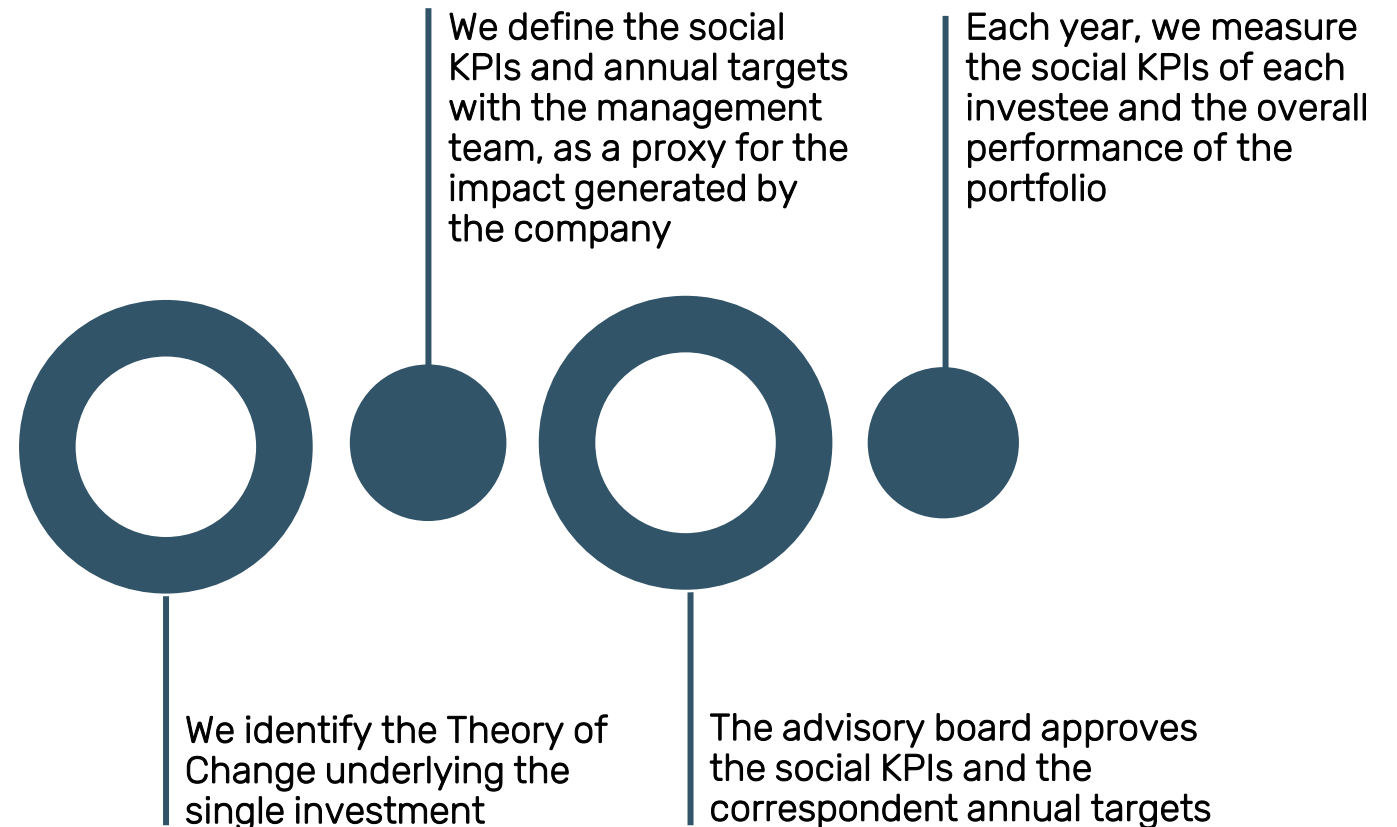 We define the social
KPIs and annual targets
with the management
team, as a proxy for the
impact generated by
the company
Each year, we measure
the social KPIs of each
investee and the overall
performance of the
portfolio
We identify the Theory of
Change underlying the
single investment
The advisory board approves
the social KPIs and the
correspondent annual targets